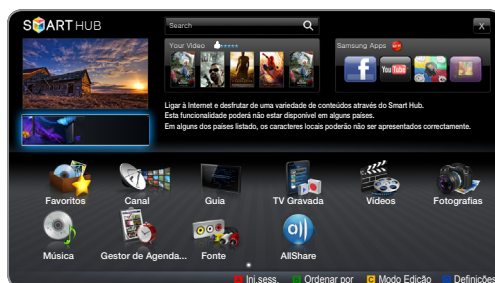 SMART HUB
Search
X
Your Video
Samsung Apps
You Tube
Ligar à Internet e desfrutar de uma variedade de conteúdos através do Smart Hub.
Esta funcionalidade poderá não estar disponível em alguns países.
Em alguns dos países listado, os caracteres locais poderão não ser apresentados correctamente.
Favoritos
Canal
Guia
TV Gravada
Vídeos
Fotografias
Música
Gestor de Agenda...
Fonte
AllShare
Ini.sess. Ordenar por C Modo Edição Definições